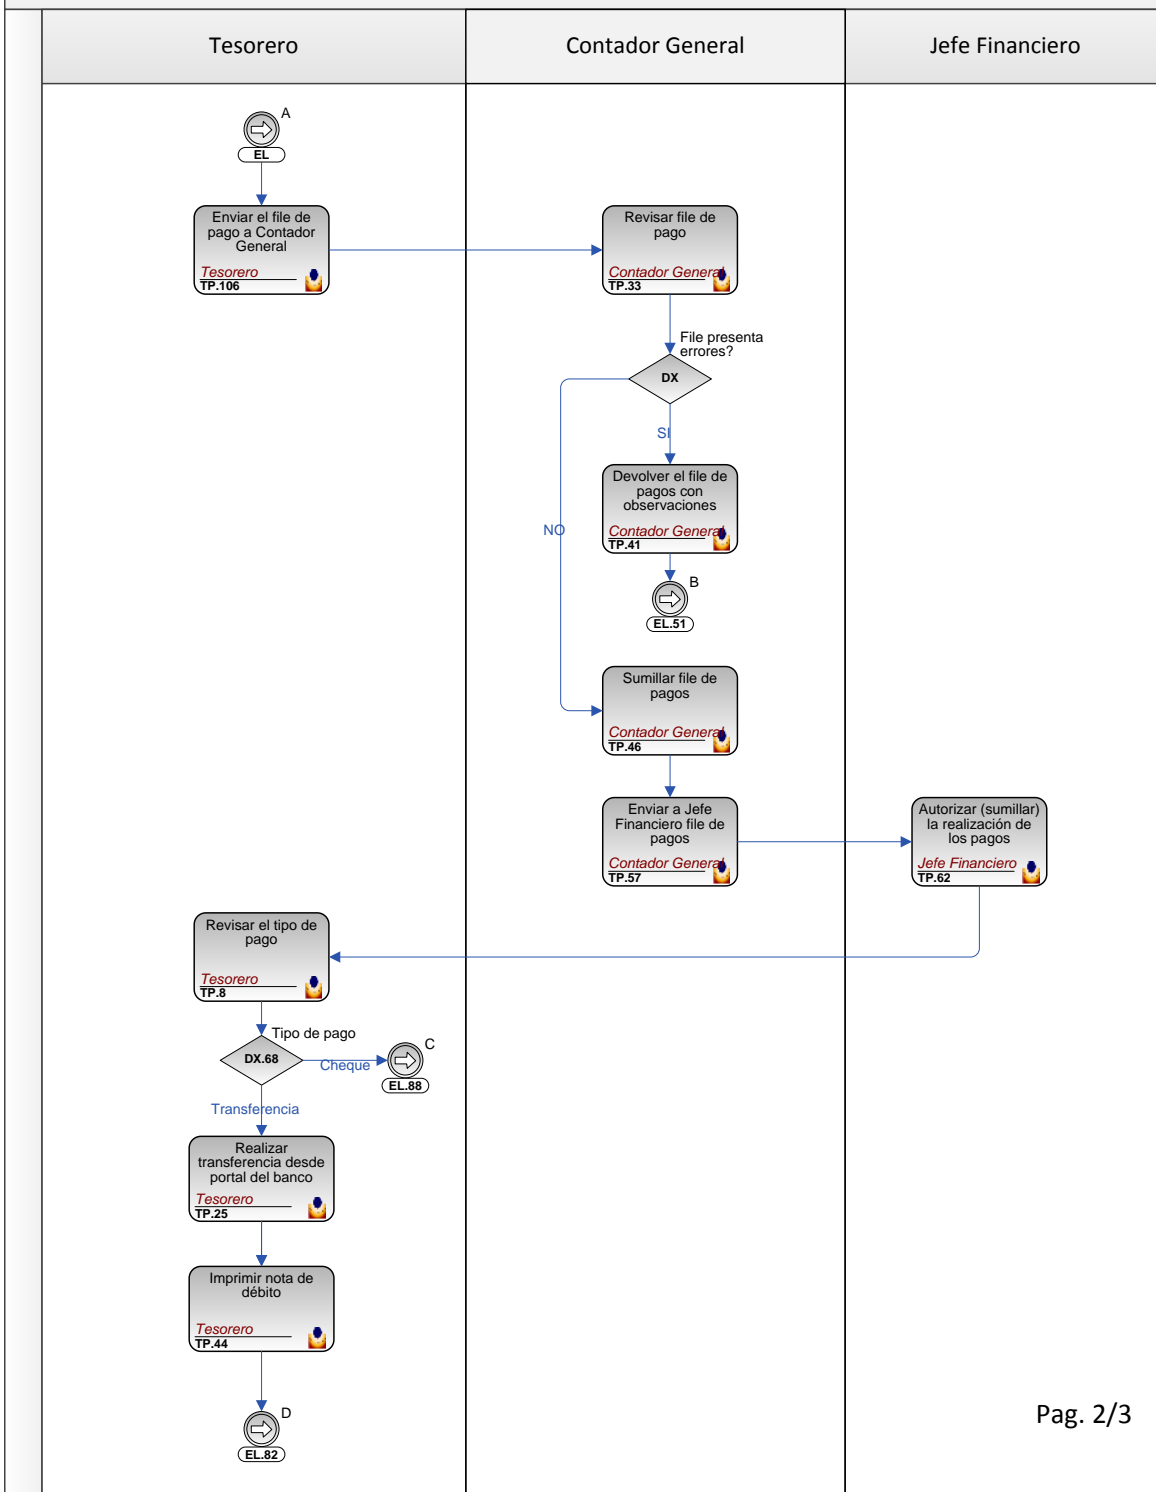 Tesorero
Contador General
Jefe Financiero
A
EL
Enviar el file de
pago a Contador
General
Tesorero
TP.106
Revisar file de
pago
Contador General
TP.33
File presenta
errores?
DX
SI
NO
Devolver el file de
pagos con
observaciones
Contador General
TP.41
B
EL.51
Sumillar file de
pagos
Contador General
TP.46
Enviar a Jefe
Financiero file de
pagos
Contador General
TP.57
Autorizar (sumillar)
la realización de
los pagos
Jefe Financiero
TP.62
Revisar el tipo de
pago
Tesorero
TP.8
Tipo de pago
DX.68
Cheque
C
EL.88
Transferencia
Realizar
transferencia desde
portal del banco
Tesorero
TP.25
Imprimir nota de
débito
Tesorero
TP.44
D
EL.82
Pag. 2/3